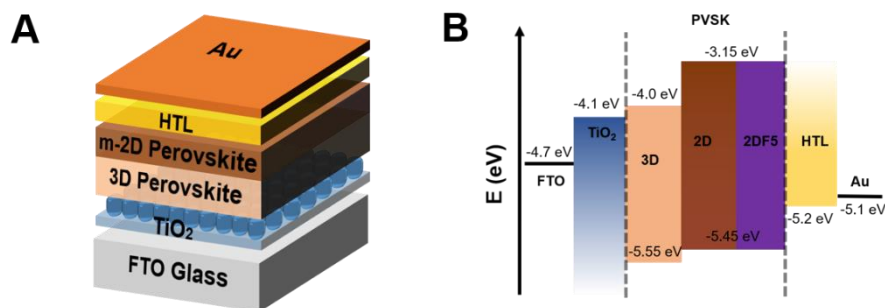 A
Au
HTL
m-2D Perovskite
3D Perovskite
TiO₂
FTO Glass
B
PVSK
E (eV)
-4.7 eV
FTO
-4.1 eV
TiO₂
-4.0 eV
3D
-5.55 eV
-3.15 eV
2D
2DF5
-5.45 eV
HTL
-5.2 eV
Au
-5.1 eV